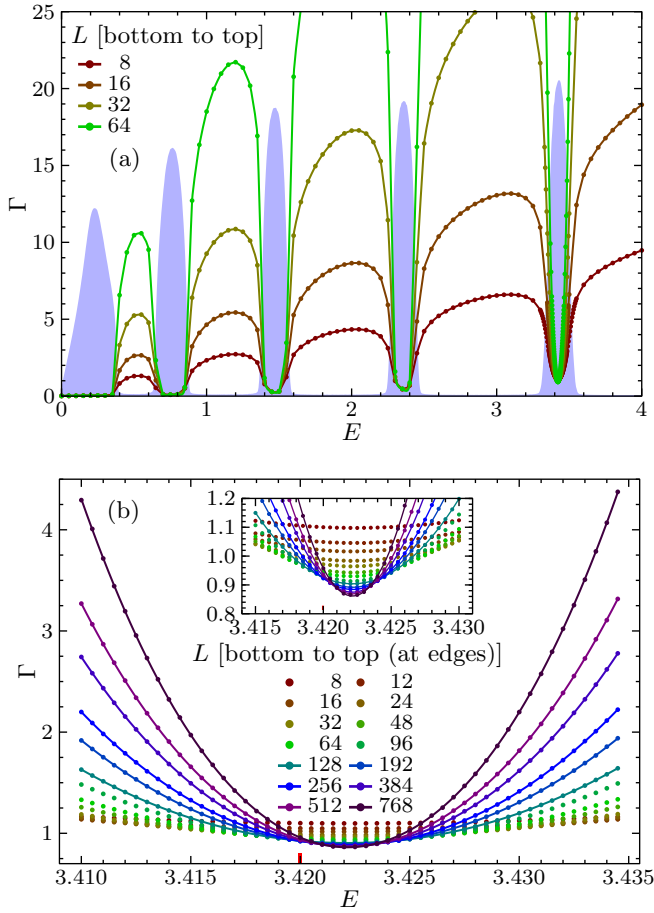 L [bottom to top]
8
16
32
64
(a)
Γ
25
20
15
10
5
0
0 1 2 3 4
E
(b)
Γ
4
3
2
1
1.2
1.1
1.0
0.9
0.8
3.415 3.420 3.425 3.430
L [bottom to top (at edges)]
8 12
16 24
32 48
64 96
128 192
256 384
512 768
3.410 3.415 3.420 3.425 3.430 3.435
E